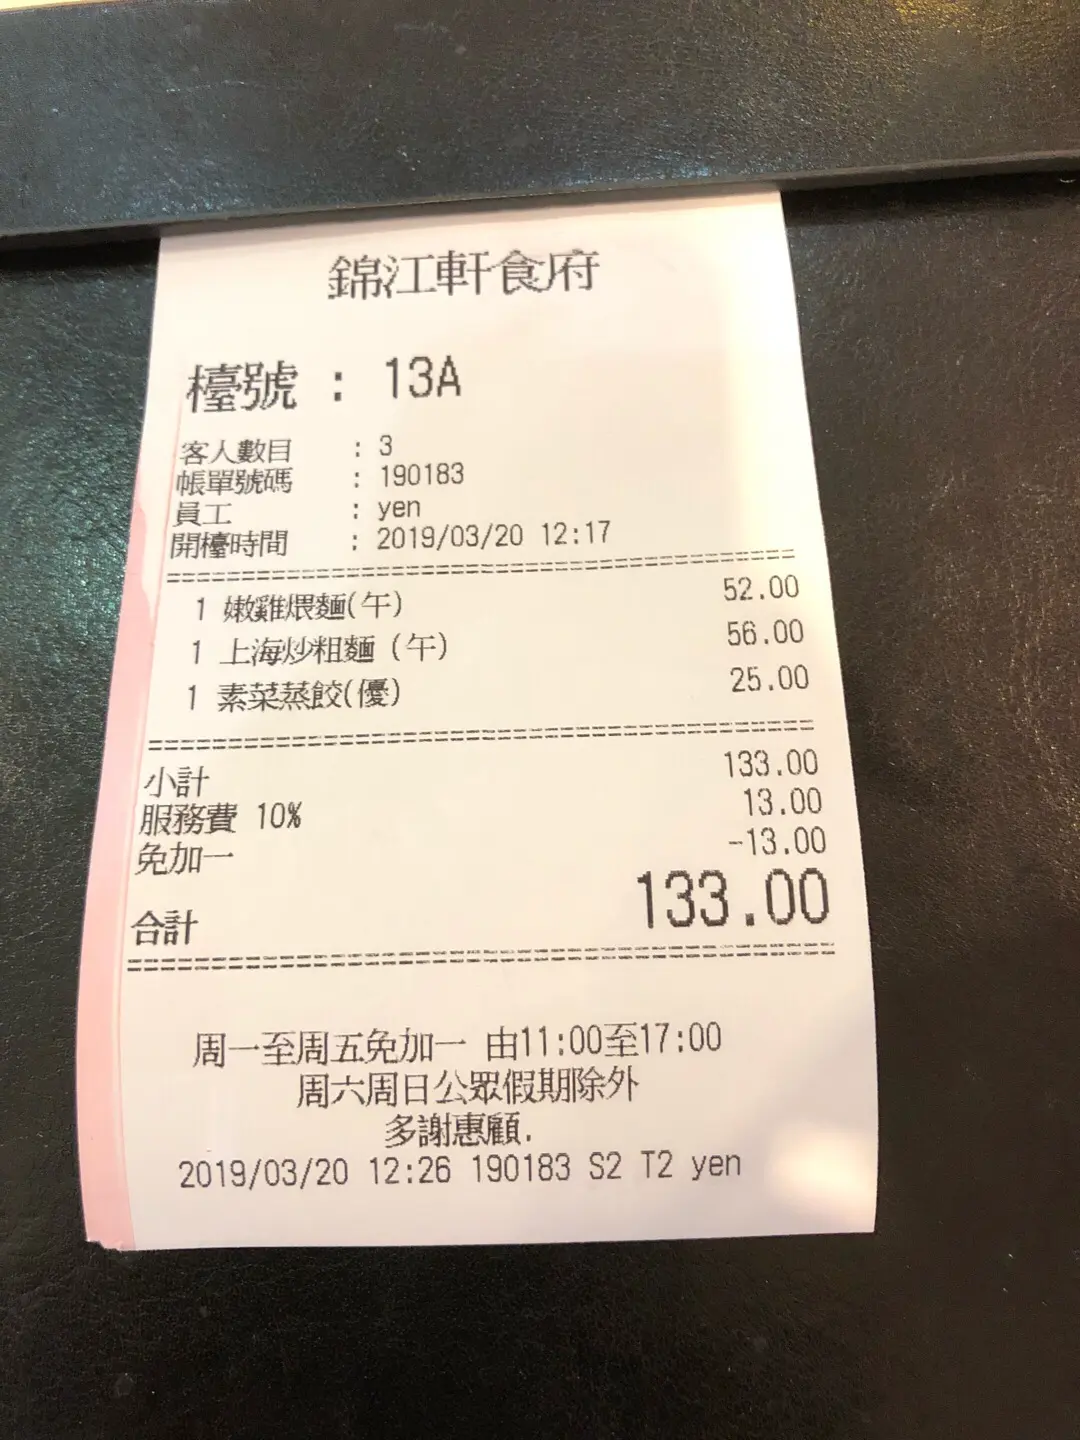 錦江軒食府
檯號 : 13A
客人數目 : 3
帳單號碼 : 190183
員工 : yen
開檯時間 : 2019/03/20 12:17
1 嫩雞煨麵(午) 52.00
1 上海炒粗麵 (午) 56.00
1 素菜蒸餃(優) 25.00
小計 133.00
服務費 10% 13.00
免加一 -13.00
合計 133.00
周一至周五免加一 由11:00至17:00
周六周日公眾假期除外
多謝惠顧.
2019/03/20 12:26 190183 S2 T2 yen